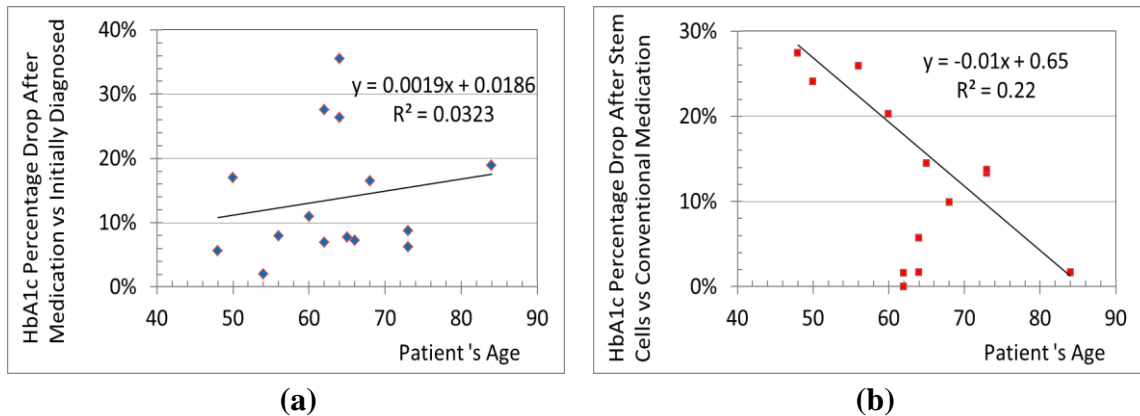 HbA1c Percentage Drop After
Medication vs Initially Diagnosed
40%
30%
20%
10%
0%
y = 0.0019x + 0.0186
R² = 0.0323
40 50 60 70 80 90
Patient 's Age
(a)
HbA1c Percentage Drop After Stem
Cells vs Conventional Medication
30%
20%
10%
0%
y = -0.01x + 0.65
R² = 0.22
40 50 60 70 80 90
Patient 's Age
(b)